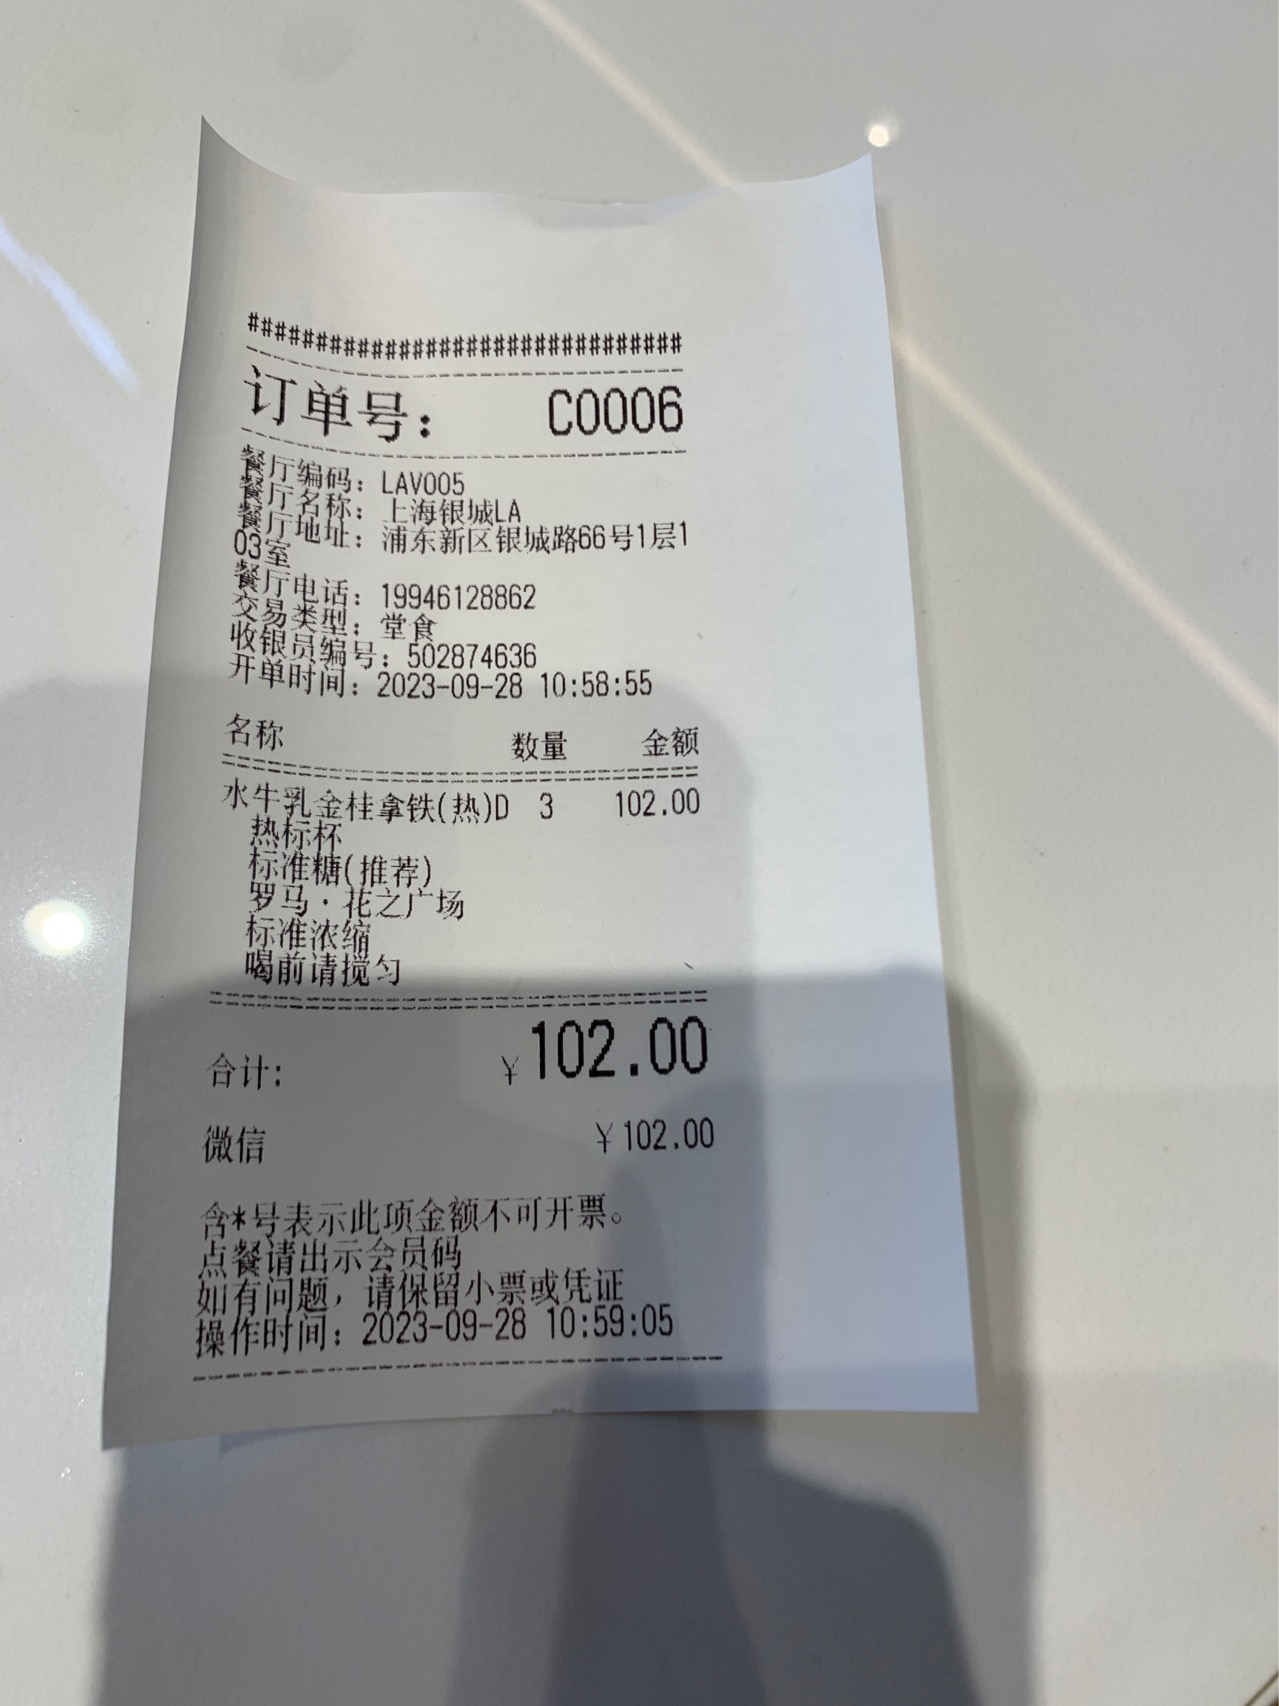 ################################
订单号： C0006
餐厅编码：LAV005
餐厅名称：上海银城LA
餐厅地址：浦东新区银城路66号1层1
03室
餐厅电话：19946128862
交易类型：堂食
收银员编号：502874636
开单时间：2023-09-28 10:58:55
名称 数量 金额
水牛乳金桂拿铁(热)D 3 102.00
热标杯
标准糖(推荐)
罗马·花之广场
标准浓缩
喝前请搅匀
合计: ￥102.00
微信 ￥102.00
含*号表示此项金额不可开票。
点餐请出示会员码
如有问题，请保留小票或凭证
操作时间：2023-09-28 10:59:05